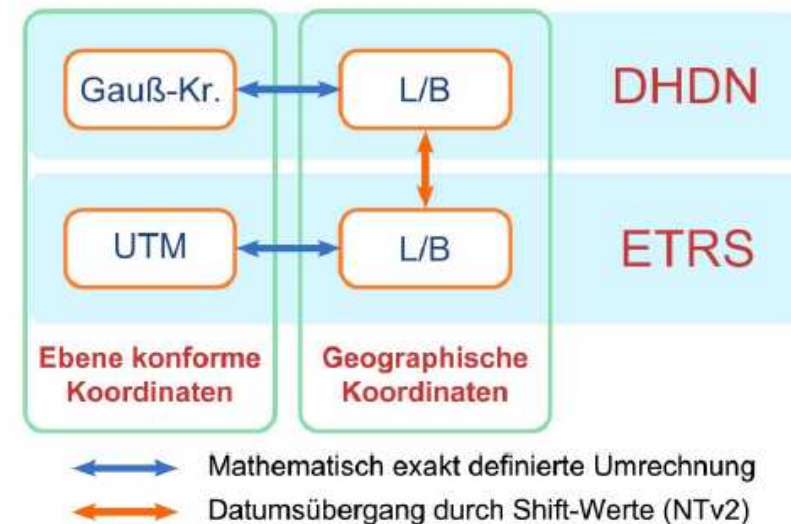 Gauß-Kr. L/B DHDN
UTM L/B ETRS
Ebene konforme
Koordinaten
Geographische
Koordinaten
Mathematisch exakt definierte Umrechnung
Datumsübergang durch Shift-Werte (NTv2)